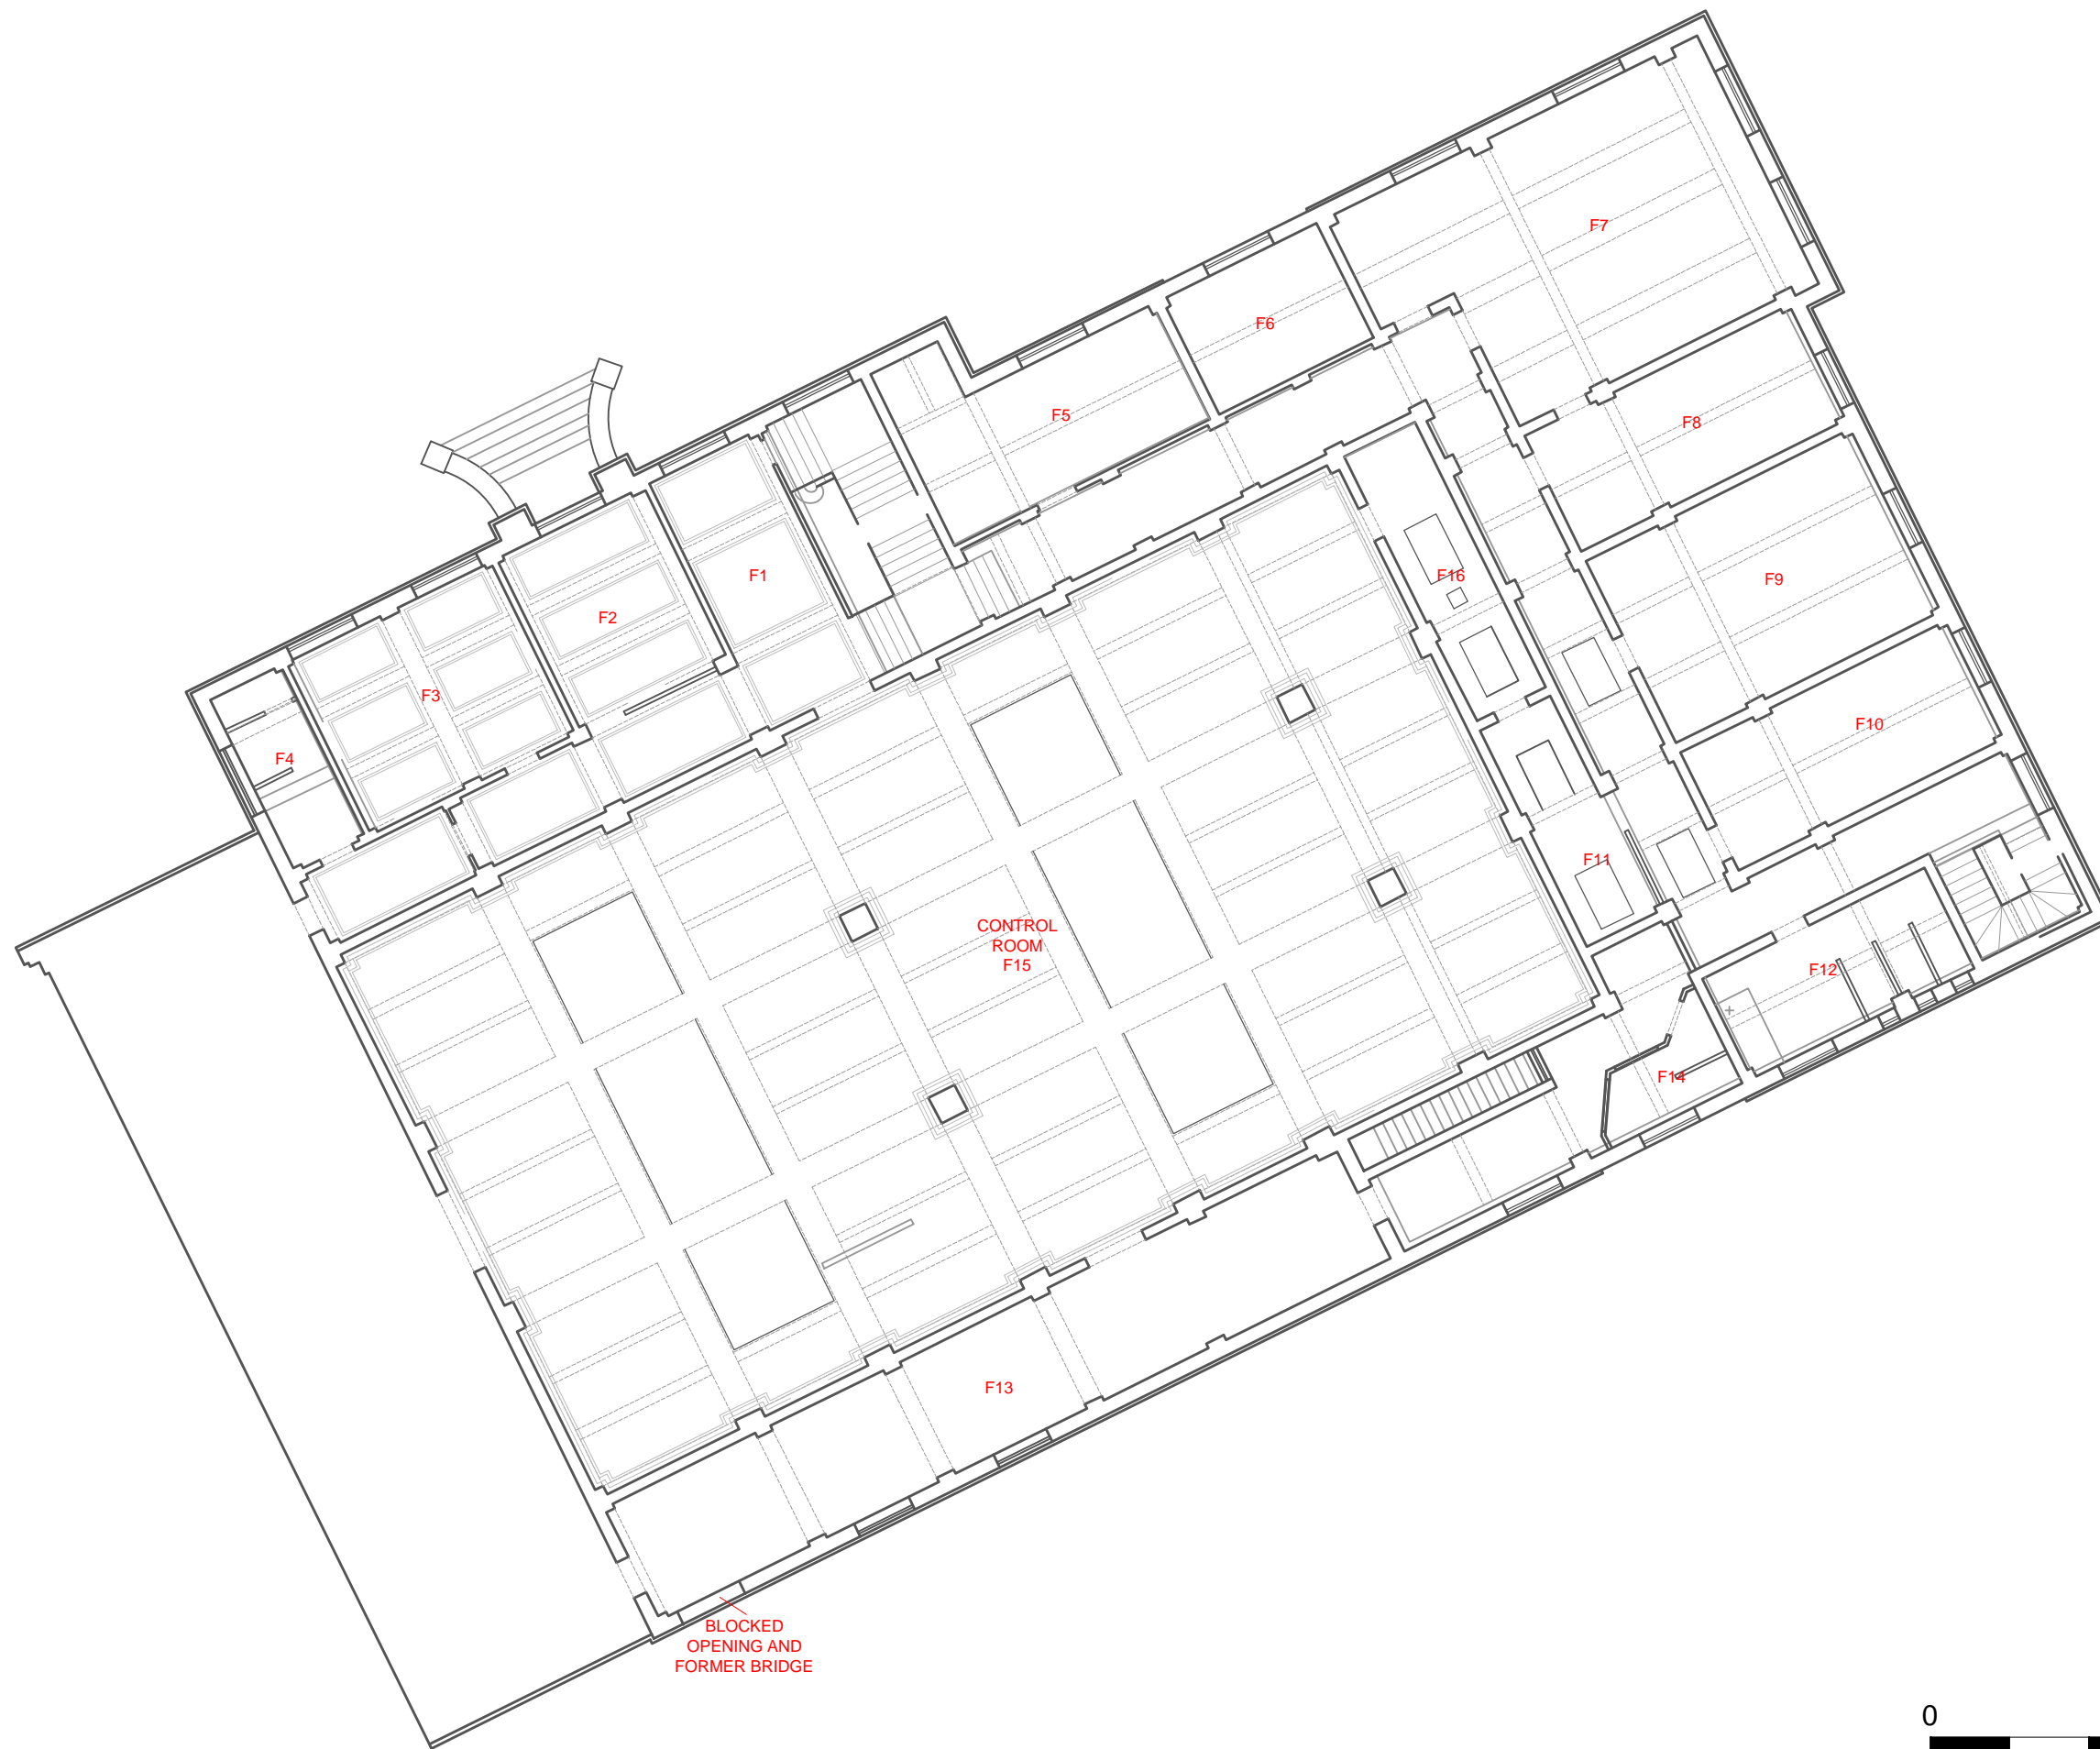 F7
F6
F5
F8
F1
F16
F9
F2
F3
F10
F4
F11
CONTROL
ROOM
F15
F12
F14
F13
BLOCKED
OPENING AND
FORMER BRIDGE
0